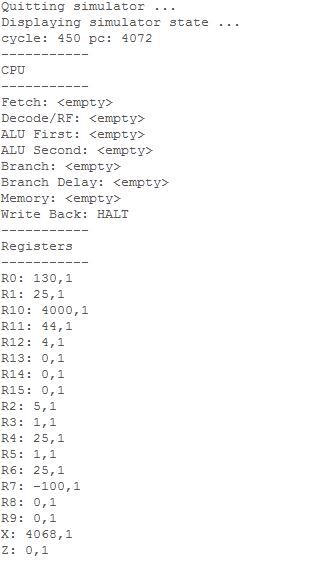 Quitting simulator ...
Displaying simulator state ...
cycle: 450 pc: 4072
-----------
CPU
-----------
Fetch: <empty>
Decode/RF: <empty>
ALU First: <empty>
ALU Second: <empty>
Branch: <empty>
Branch Delay: <empty>
Memory: <empty>
Write Back: HALT
-----------
Registers
-----------
R0: 130,1
R1: 25,1
R10: 4000,1
R11: 44,1
R12: 4,1
R13: 0,1
R14: 0,1
R15: 0,1
R2: 5,1
R3: 1,1
R4: 25,1
R5: 1,1
R6: 25,1
R7: -100,1
R8: 0,1
R9: 0,1
X: 4068,1
Z: 0,1